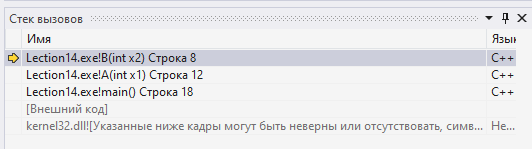 Стек вызовов
Имя Язык
Lection14.exe!B(int x2) Строка 8 C++
Lection14.exe!A(int x1) Строка 12 C++
Lection14.exe!main() Строка 18 C++
[Внешний код]
kernel32.dll![Указанные ниже кадры могут быть неверны или отсутствовать, симв... Не...